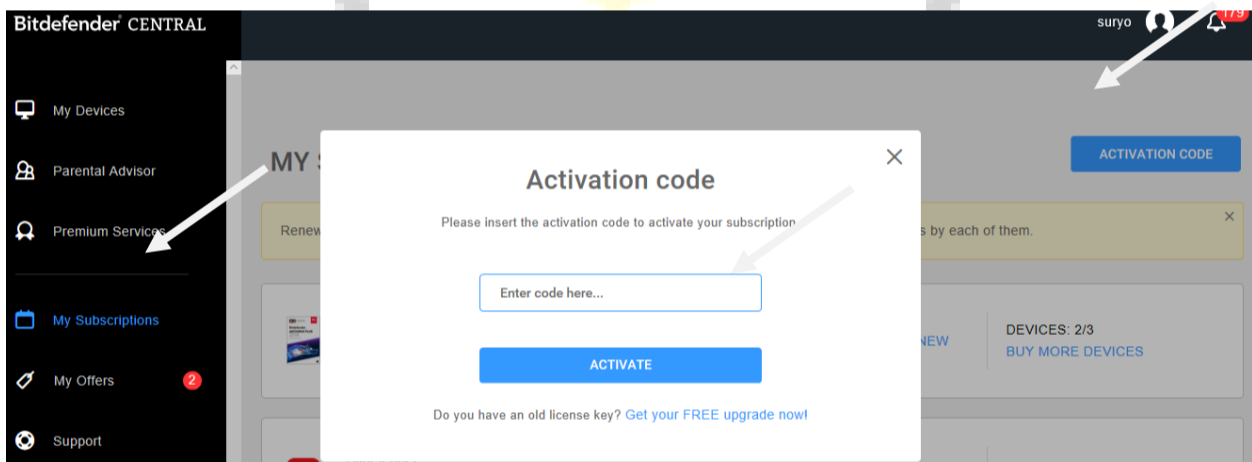 Bitdefender CENTRAL
suryo
179
My Devices
Parental Advisor
Premium Services
My Subscriptions
My Offers
2
Support
MY
ACTIVATION CODE
Renew
s by each of them.
Activation code
Please insert the activation code to activate your subscription
Enter code here...
ACTIVATE
Do you have an old license key? Get your FREE upgrade now!
NEW
DEVICES: 2/3
BUY MORE DEVICES